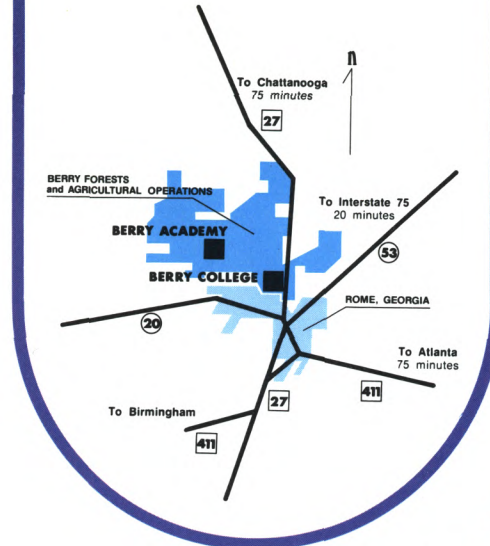 n
To Chattanooga
75 minutes
27
BERRY FORESTS
and AGRICULTURAL OPERATIONS
To Interstate 75
20 minutes
BERRY ACADEMY
53
BERRY COLLEGE
ROME, GEORGIA
20
To Atlanta
75 minutes
27
411
To Birmingham
411